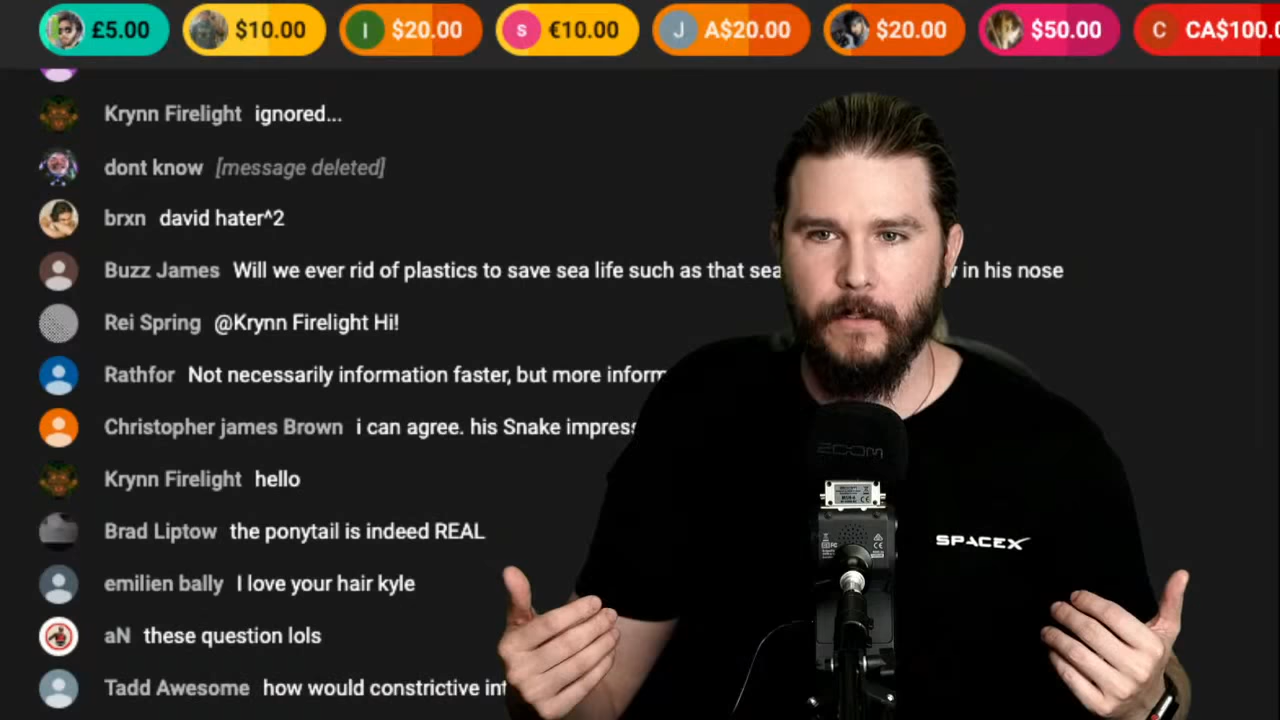 £5.00 $10.00 I $20.00 s €10.00 J A$20.00 $20.00 $50.00 C CA$100.0
Krynn Firelight ignored...
dont know [message deleted]
brxn david hater^2
Buzz James Will we ever rid of plastics to save sea life such as that sea in his nose
Rei Spring @Krynn Firelight Hi!
Rathfor Not necessarily information faster, but more inform
Christopher james Brown i can agree. his Snake impress
Krynn Firelight hello
Brad Liptow the ponytail is indeed REAL
emilien bally I love your hair kyle
aN these question lols
Tadd Awesome how would constrictive int
zoom
SPACEX